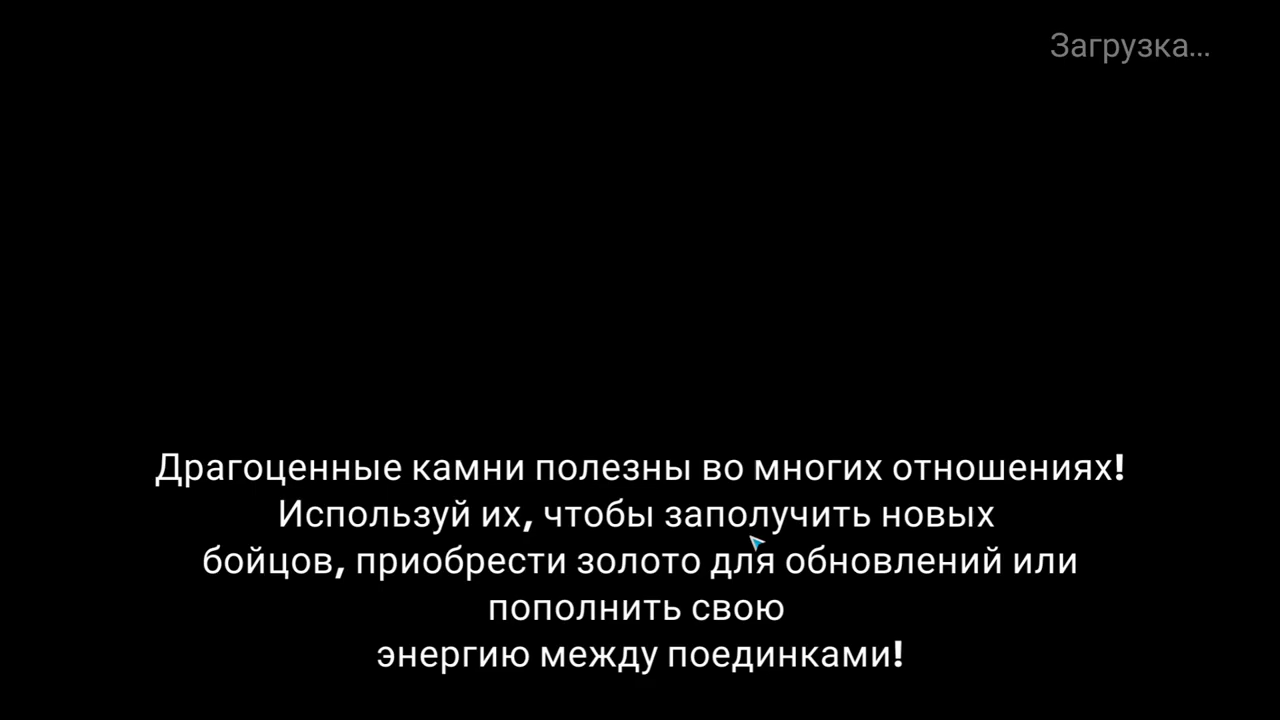 Загрузка...
Драгоценные камни полезны во многих отношениях!
Используй их, чтобы заполучить новых
бойцов, приобрести золото для обновлений или
пополнить свою
энергию между поединками!